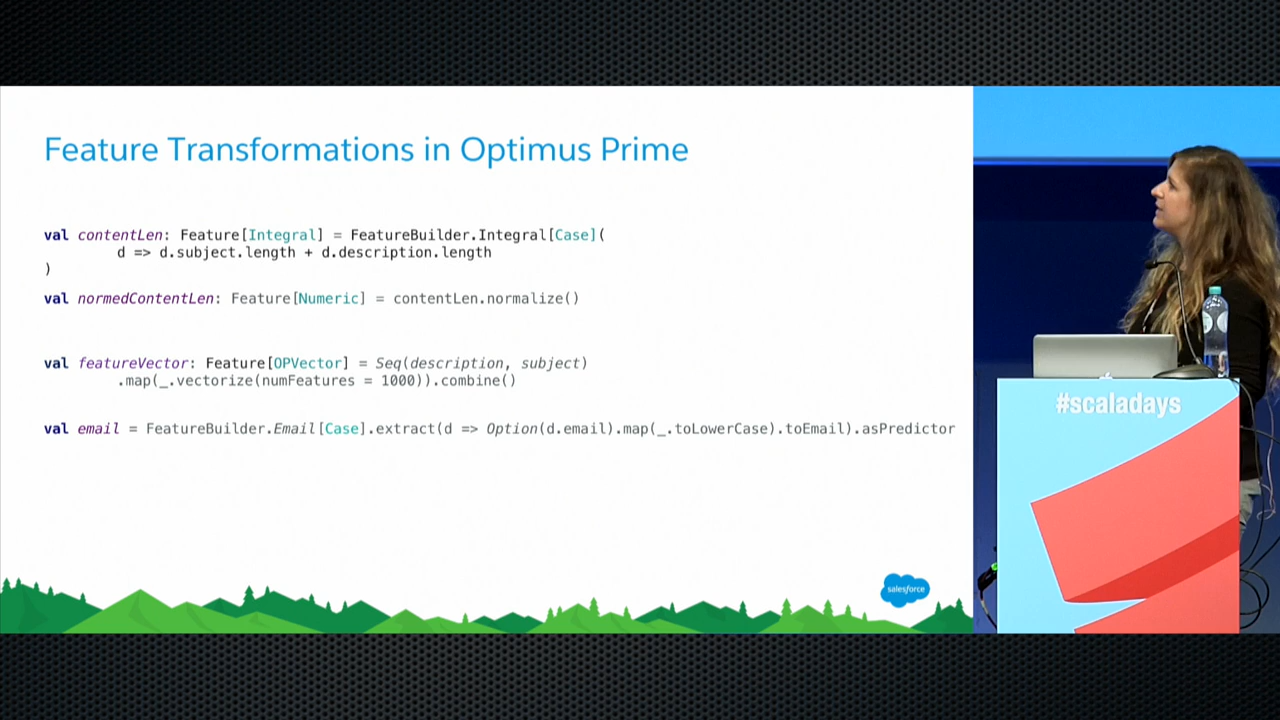 Feature Transformations in Optimus Prime
val contentLen: Feature[Integral] = FeatureBuilder.Integral[Case](
d => d.subject.length + d.description.length
)
val normedContentLen: Feature[Numeric] = contentLen.normalize()
val featureVector: Feature[OPVector] = Seq(description, subject)
.map(_.vectorize(numFeatures = 1000)).combine()
val email = FeatureBuilder.Email[Case].extract(d => Option(d.email).map(_.toLowerCase).toEmail).asPredictor
salesforce
#scaladays